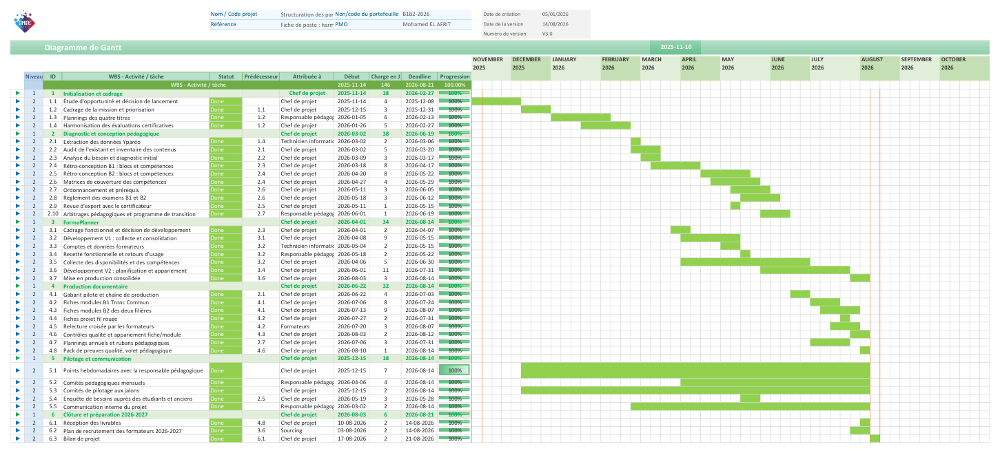 IMIE
Nom / Code projet Structuration des par Non/code du portefeuille B1B2-2026
Référence Fiche de poste : harm PMO Mohamed EL AFRIT
Date de création 05/01/2026
Date de la version 14/08/2026
Numéro de version V3.0
Diagramme de Gantt 2025-11-10
NOVEMBER 2025 DECEMBER 2025 JANUARY 2026 FEBRUARY 2026 MARCH 2026 APRIL 2026 MAY 2026 JUNE 2026 JULY 2026 AUGUST 2026 SEPTEMBER 2026 OCTOBER 2026
Niveau ID WBS - Activité / tâche Statut Prédécesseur Attribuée à Début Charge en J Deadline Progression
WBS - Activité / tâche 2025-11-14 146 2026-08-21 100.00%
1 1 Initialisation et cadrage Chef de projet 2025-11-14 18 2026-02-27 100%
2 1.1 Étude d'opportunité et décision de lancement Done Chef de projet 2025-11-14 4 2025-12-08 100%
2 1.2 Cadrage de la mission et priorisation Done 1.1 Chef de projet 2025-12-15 3 2025-12-31 100%
2 1.3 Plannings des quatre titres Done 1.2 Responsable pédagog 2026-01-05 6 2026-02-13 100%
2 1.4 Harmonisation des évaluations certificatives Done 1.2 Chef de projet 2026-01-26 5 2026-02-27 100%
1 2 Diagnostic et conception pédagogique Chef de projet 2026-03-02 38 2026-06-19 100%
2 2.1 Extraction des données Yparéo Done 1.4 Technicien informatic 2026-03-02 2 2026-03-06 100%
2 2.2 Audit de l'existant et inventaire des contenus Done 2.1 Chef de projet 2026-03-02 5 2026-03-20 100%
2 2.3 Analyse du besoin et diagnostic initial Done 2.2 Chef de projet 2026-03-09 3 2026-03-17 100%
2 2.4 Rétro-conception B1 : blocs et compétences Done 2.3 Chef de projet 2026-03-18 8 2026-04-17 100%
2 2.5 Rétro-conception B2 : blocs et compétences Done 2.4 Chef de projet 2026-04-20 8 2026-05-22 100%
2 2.6 Matrices de couverture des compétences Done 2.4 Chef de projet 2026-04-27 4 2026-05-29 100%
2 2.7 Ordonnancement et prérequis Done 2.6 Chef de projet 2026-05-11 3 2026-06-05 100%
2 2.8 Règlement des examens B1 et B2 Done 2.6 Chef de projet 2026-05-18 3 2026-06-12 100%
2 2.9 Revue d'expert avec le certificateur Done 2.5 Chef de projet 2026-05-11 1 2026-05-15 100%
2 2.10 Arbitrages pédagogiques et programme de transition Done 2.7 Responsable pédagog 2026-06-01 1 2026-06-19 100%
1 3 FormaPlanner Chef de projet 2026-04-01 34 2026-08-14 100%
2 3.1 Cadrage fonctionnel et décision de développement Done 2.3 Chef de projet 2026-04-01 2 2026-04-07 100%
2 3.2 Développement V1 : collecte et consolidation Done 3.1 Chef de projet 2026-04-08 9 2026-05-15 100%
2 3.3 Comptes et données formateurs Done 3.2 Technicien informatic 2026-05-04 2 2026-05-15 100%
2 3.4 Recette fonctionnelle et retours d'usage Done 3.2 Responsable pédagog 2026-05-18 2 2026-05-22 100%
2 3.5 Collecte des disponibilités et des compétences Done 3.2 Chef de projet 2026-04-06 5 2026-06-30 100%
2 3.6 Développement V2 : planification et appariement Done 3.4 Chef de projet 2026-06-01 11 2026-07-31 100%
2 3.7 Mise en production consolidée Done 3.6 Chef de projet 2026-08-03 3 2026-08-14 100%
1 4 Production documentaire Chef de projet 2026-06-22 32 2026-08-14 100%
2 4.1 Gabarit pilote et chaîne de production Done 2.1 Chef de projet 2026-06-22 4 2026-07-03 100%
2 4.2 Fiches modules B1 Tronc Commun Done 4.1 Chef de projet 2026-07-06 8 2026-07-24 100%
2 4.3 Fiches modules B2 des deux filières Done 4.1 Chef de projet 2026-07-13 9 2026-08-07 100%
2 4.4 Fiches projet fil rouge Done 4.2 Chef de projet 2026-07-27 2 2026-07-31 100%
2 4.5 Relecture croisée par les formateurs Done 4.2 Formateurs 2026-07-20 3 2026-08-07 100%
2 4.6 Contrôles qualité et appariement fiche/module Done 4.3 Chef de projet 2026-08-03 2 2026-08-12 100%
2 4.7 Plannings annuels et rubans pédagogiques Done 2.7 Chef de projet 2026-07-06 3 2026-07-31 100%
2 4.8 Pack de preuves qualité, volet pédagogique Done 4.6 Chef de projet 2026-08-10 1 2026-08-14 100%
1 5 Pilotage et communication Chef de projet 2025-12-15 18 2026-08-14 100%
2 5.1 Points hebdomadaires avec la responsable pédagogique Done Chef de projet 2025-12-15 7 2026-08-14 100%
2 5.2 Comités pédagogiques mensuels Done Responsable pédagog 2026-04-06 4 2026-08-14 100%
2 5.3 Comités de pilotage aux jalons Done Chef de projet 2025-12-15 2 2026-08-14 100%
2 5.4 Enquête de besoins auprès des étudiants et anciens Done 2.5 Chef de projet 2026-05-19 3 2026-05-28 100%
2 5.5 Communication interne du projet Done Responsable pédagog 2026-03-02 2 2026-08-14 100%
1 6 Clôture et préparation 2026-2027 Chef de projet 2026-08-03 6 2026-08-21 100%
2 6.1 Réception des livrables Done 4.8 Chef de projet 10-08-2026 2 14-08-2026 100%
2 6.2 Plan de recrutement des formateurs 2026-2027 Done 3.6 Sourcing 03-08-2026 2 14-08-2026 100%
2 6.3 Bilan de projet Done 6.1 Chef de projet 17-08-2026 2 21-08-2026 100%